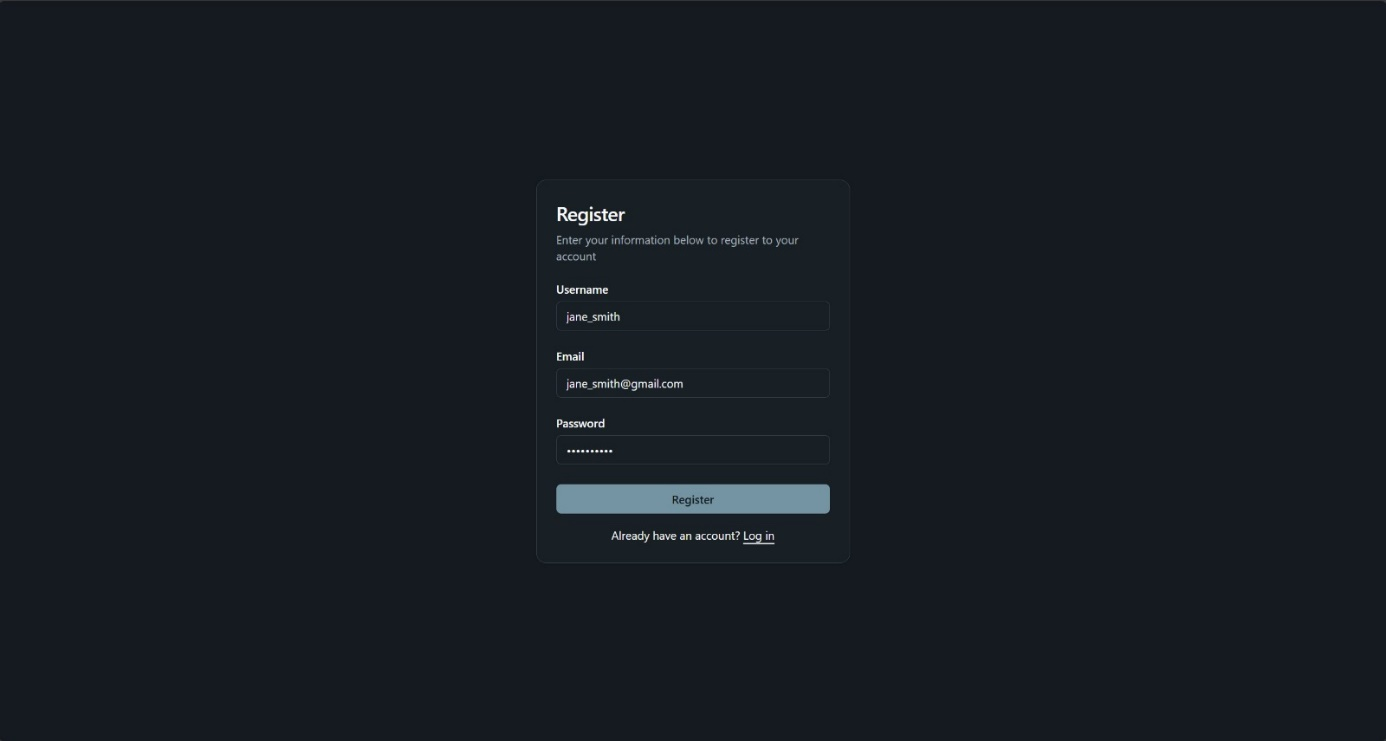 Register
Enter your information below to register to your
account
Username
jane_smith
Email
jane_smith@gmail.com
Password
••••••••••
Register
Already have an account? Log in